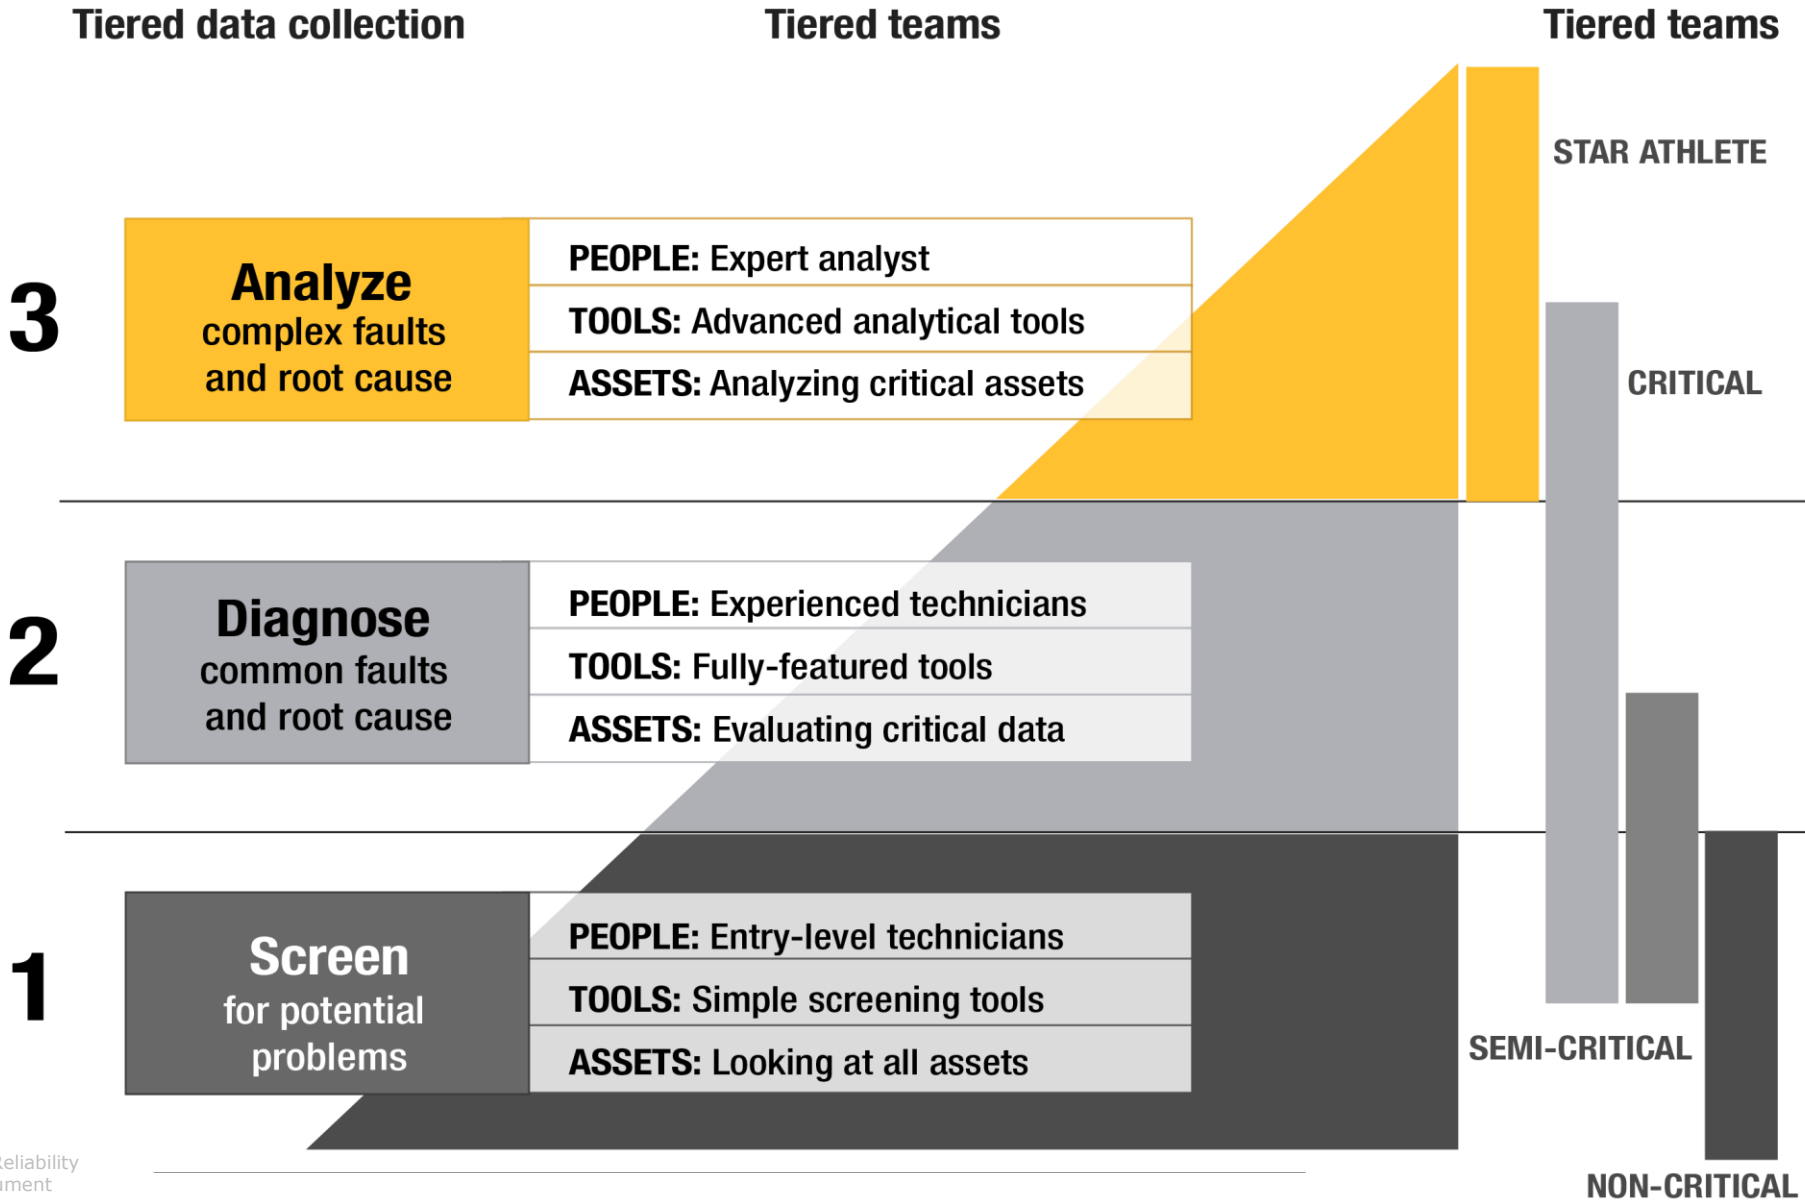 Tiered data collection
Tiered teams
Tiered teams
STAR ATHLETE
3
Analyze
complex faults
and root cause
PEOPLE: Expert analyst
TOOLS: Advanced analytical tools
ASSETS: Analyzing critical assets
CRITICAL
2
Diagnose
common faults
and root cause
PEOPLE: Experienced technicians
TOOLS: Fully-featured tools
ASSETS: Evaluating critical data
1
Screen
for potential
problems
PEOPLE: Entry-level technicians
TOOLS: Simple screening tools
ASSETS: Looking at all assets
SEMI-CRITICAL
NON-CRITICAL